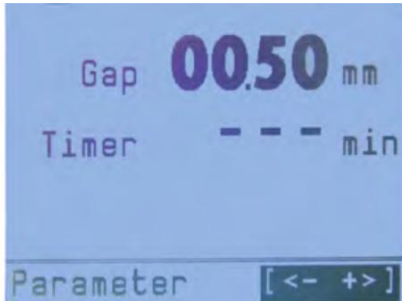 Gap 00.50 mm
Timer --- min
Parameter [<- +>]